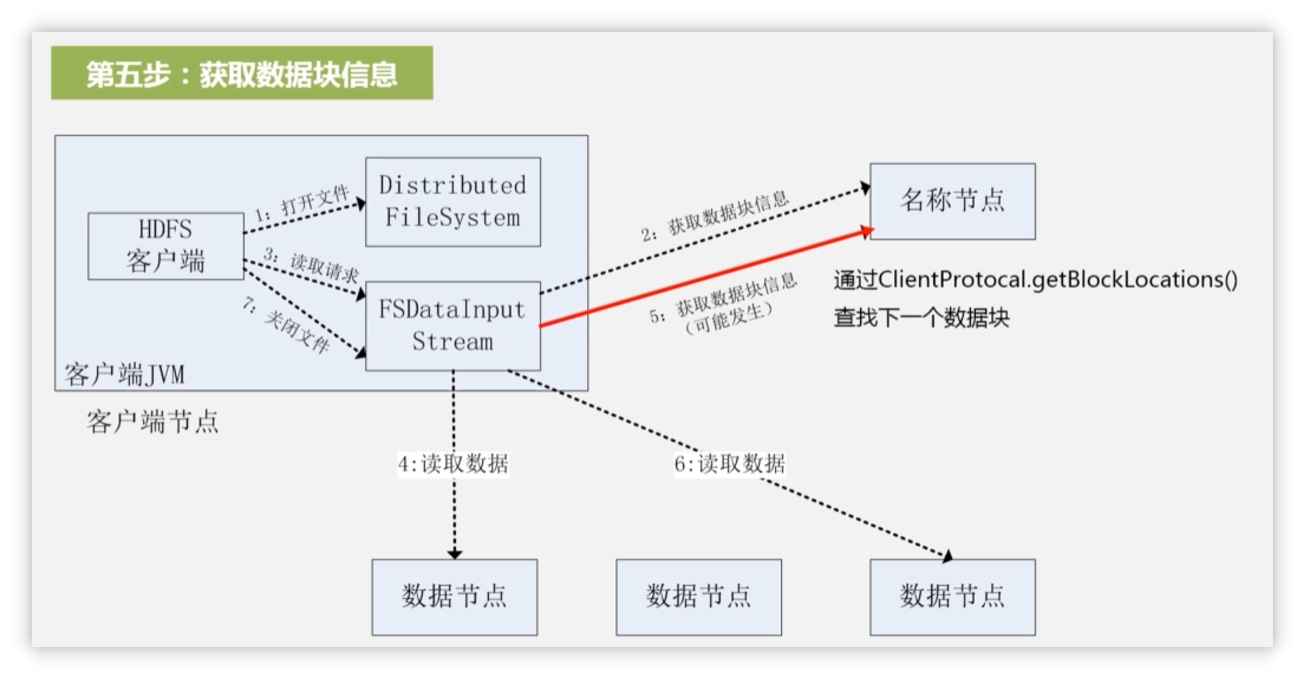 第五步：获取数据块信息
HDFS
客户端
1：打开文件
Distributed
FileSystem
3：读取请求
7：关闭文件
FSDataInput
Stream
客户端JVM
客户端节点
2：获取数据块信息
5：获取数据块信息
（可能发生）
名称节点
通过ClientProtocal.getBlockLocations()
查找下一个数据块
4:读取数据
6:读取数据
数据节点
数据节点
数据节点